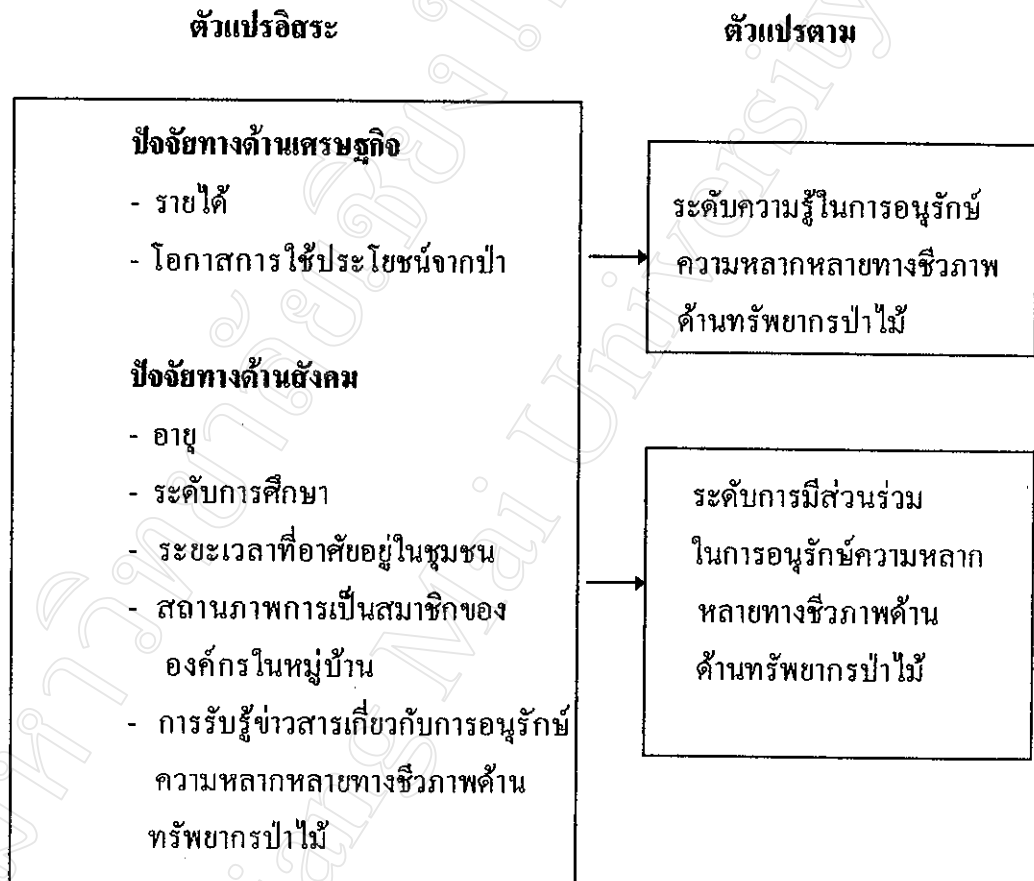 ตัวแปรอิสระ
ตัวแปรตาม
ปัจจัยทางด้านเศรษฐกิจ
- รายได้
- โอกาสการใช้ประโยชน์จากป่า
ปัจจัยทางด้านสังคม
- อายุ
- ระดับการศึกษา
- ระยะเวลาที่อาศัยอยู่ในชุมชน
- สถานภาพการเป็นสมาชิกของ
องค์กรในหมู่บ้าน
- การรับรู้ข่าวสารเกี่ยวกับการอนุรักษ์
ความหลากหลายทางชีวภาพด้าน
ทรัพยากรป่าไม้
ระดับความรู้ในการอนุรักษ์
ความหลากหลายทางชีวภาพ
ด้านทรัพยากรป่าไม้
ระดับการมีส่วนร่วม
ในการอนุรักษ์ความหลาก
หลายทางชีวภาพด้าน
ด้านทรัพยากรป่าไม้
Mai University